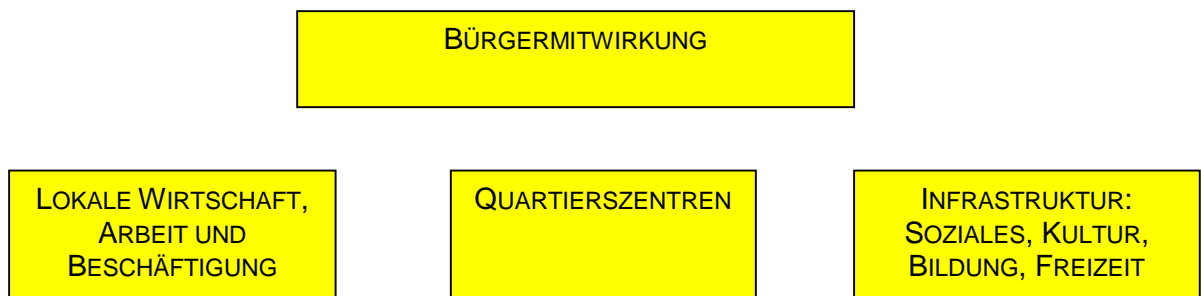 BÜRGERMITWIRKUNG
LOKALE WIRTSCHAFT,
ARBEIT UND
BESCHÄFTIGUNG
QUARTIERSZENTREN
INFRASTRUKTUR:
SOZIALES, KULTUR,
BILDUNG, FREIZEIT